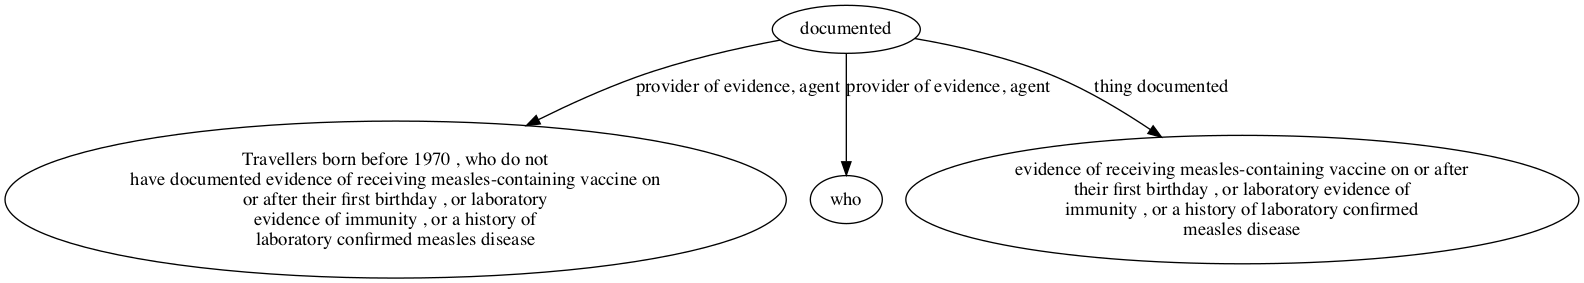 documented
provider of evidence, agent
provider of evidence, agent
thing documented
Travellers born before 1970 , who do not
have documented evidence of receiving measles-containing vaccine on
or after their first birthday , or laboratory
evidence of immunity , or a history of
laboratory confirmed measles disease
who
evidence of receiving measles-containing vaccine on or after
their first birthday , or laboratory evidence of
immunity , or a history of laboratory confirmed
measles disease